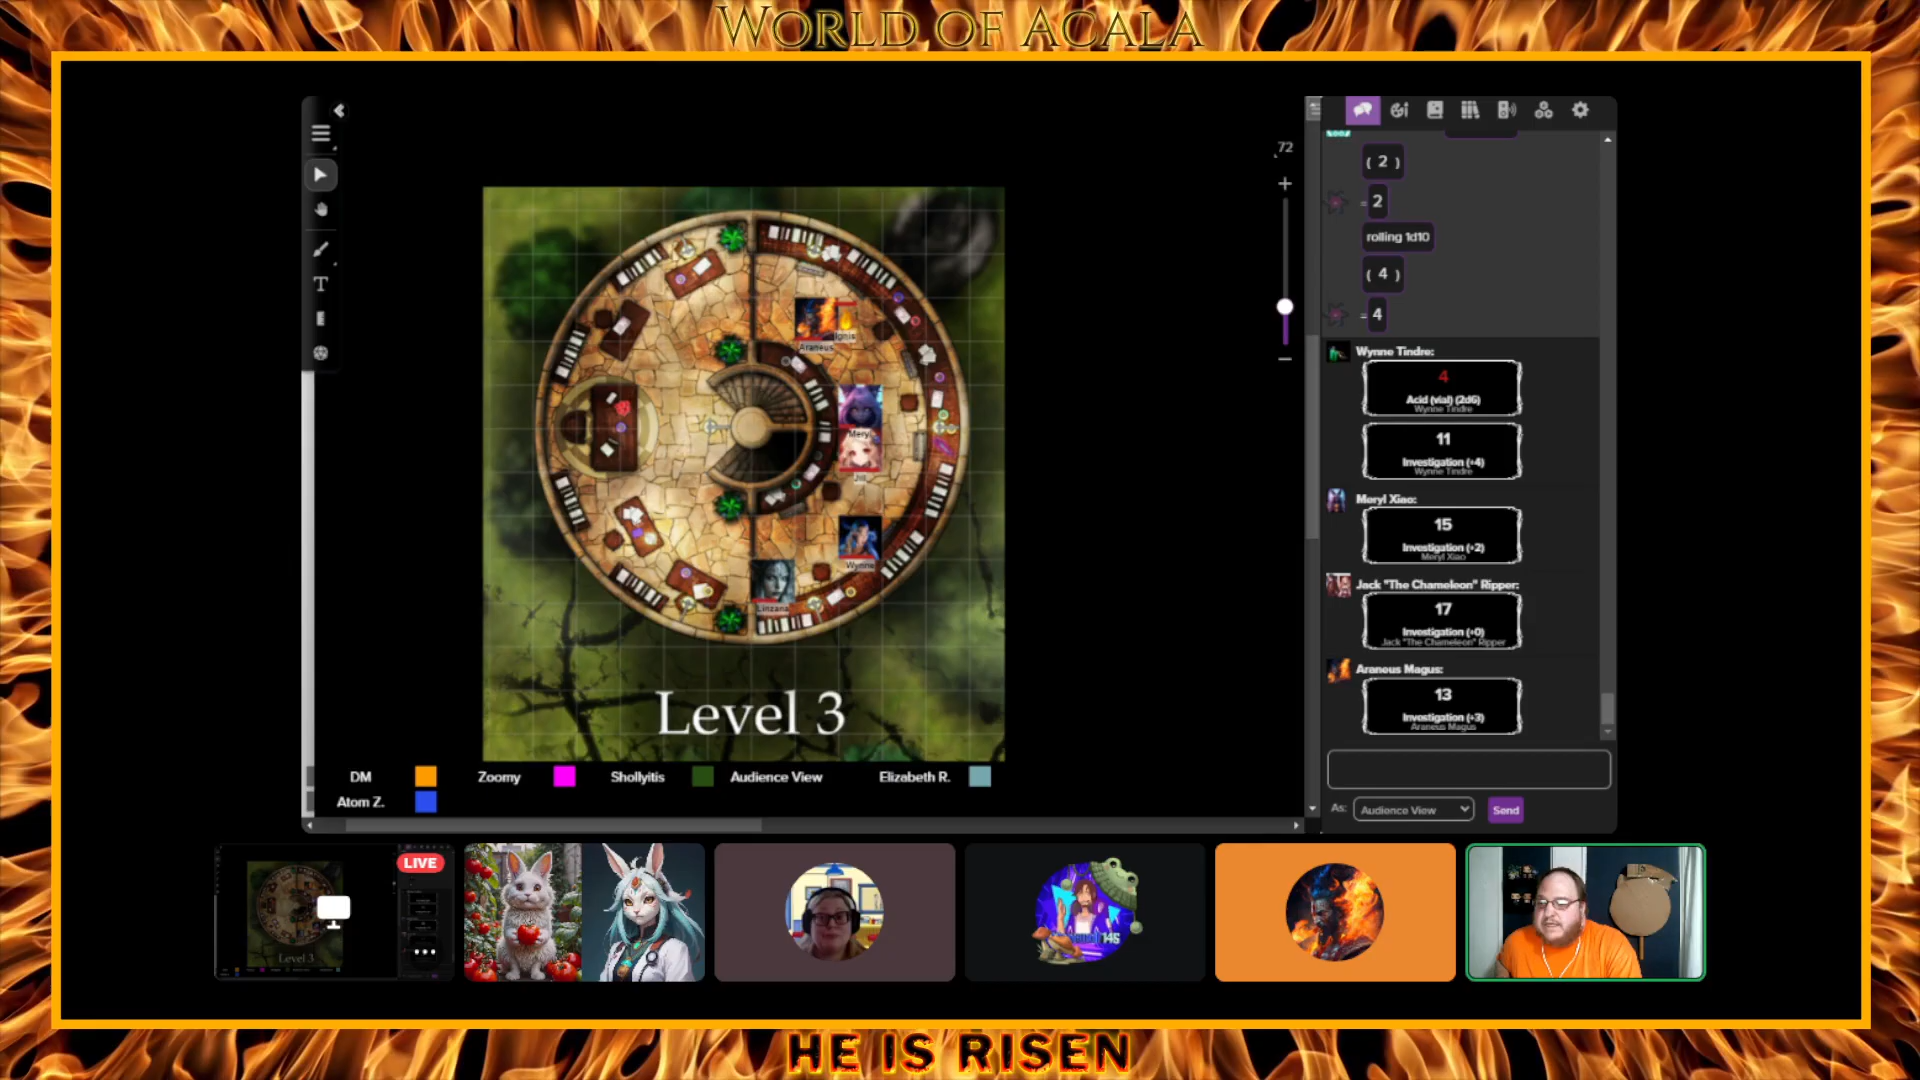 World of Acala
72
( 2 )
= 2
rolling 1d10
( 4 )
= 4
Wynne Tindre:
4
Acid (vial) (2d6)
Wynne Tindre
11
Investigation (+4)
Wynne Tindre
Meryl Xiao:
15
Investigation (+2)
Meryl Xiao
Jack "The Chameleon" Ripper:
17
Investigation (+0)
Jack "The Chameleon" Ripper
Araneus Magus:
13
Investigation (+3)
Araneus Magus
Ignis
Araneus
Meryl
Jill
Wynne
Linzana
Level 3
DM
Zoomy
Shollyitis
Audience View
Elizabeth R.
Atom Z.
As:
Audience View
Send
LIVE
Level 3
HE IS RISEN